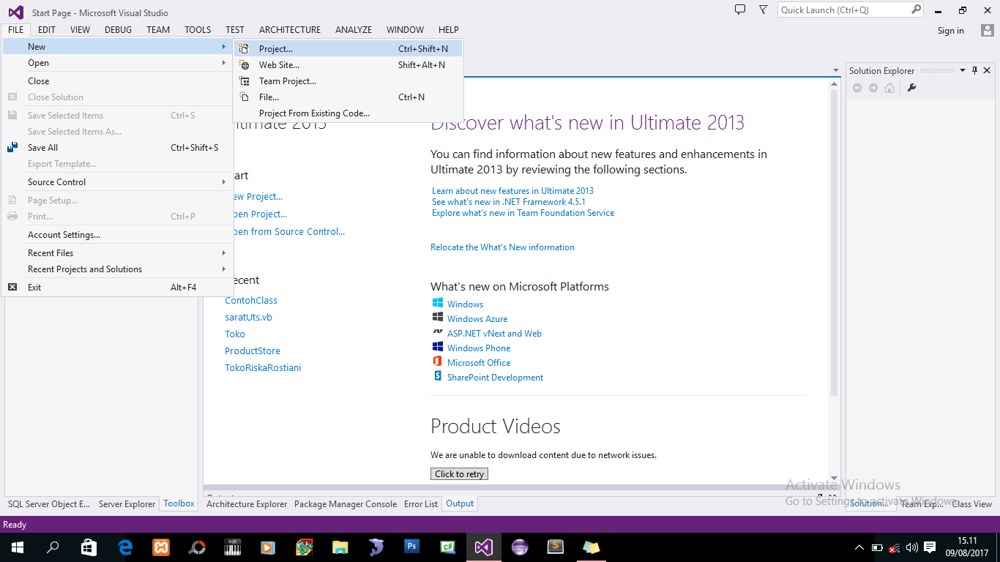 Start Page - Microsoft Visual Studio
Quick Launch (Ctrl+Q)
FILE EDIT VIEW DEBUG TEAM TOOLS TEST ARCHITECTURE ANALYZE WINDOW HELP
Sign in
New
Open
Close
Close Solution
Save Selected Items Ctrl+S
Save Selected Items As...
Save All Ctrl+Shift+S
Export Template...
Source Control
Page Setup...
Print... Ctrl+P
Account Settings...
Recent Files
Recent Projects and Solutions
Exit Alt+F4
Project... Ctrl+Shift+N
Web Site... Shift+Alt+N
Team Project...
File... Ctrl+N
Project From Existing Code...
ltimate 2013
art
ew Project...
pen Project...
pen from Source Control...
ecent
ContohClass
saratUts.vb
Toko
ProductStore
TokoRiskaRostiani
Discover what's new in Ultimate 2013
You can find information about new features and enhancements in
Ultimate 2013 by reviewing the following sections.
Learn about new features in Ultimate 2013
See what's new in .NET Framework 4.5.1
Explore what's new in Team Foundation Service
Relocate the What's New information
What's new on Microsoft Platforms
Windows
Windows Azure
ASP.NET vNext and Web
Windows Phone
Microsoft Office
SharePoint Development
Product Videos
We are unable to download content due to network issues.
Click to retry
Solution Explorer
Activate Windows
Go to Settings to activate Windows.
SQL Server Object E... Server Explorer Toolbox
Architecture Explorer Package Manager Console Error List Output
Solution... Team Exp... Class View
Ready
Ps
S
15.11
09/08/2017